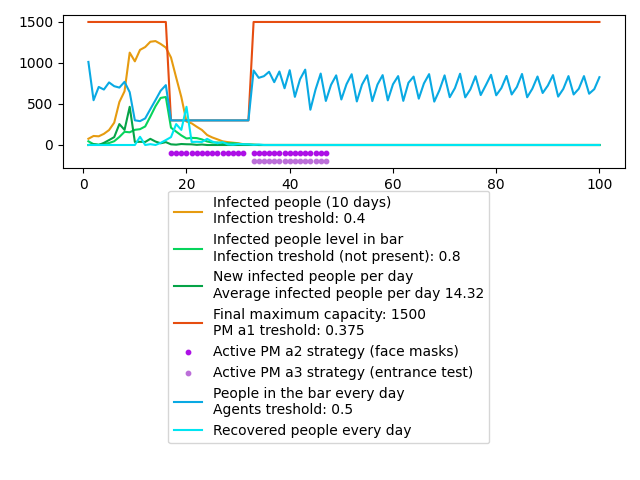 1500
1000
500
0
0 20 40 60 80 100
Infected people (10 days)
Infection treshold: 0.4
Infected people level in bar
Infection treshold (not present): 0.8
New infected people per day
Average infected people per day 14.32
Final maximum capacity: 1500
PM a1 treshold: 0.375
Active PM a2 strategy (face masks)
Active PM a3 strategy (entrance test)
People in the bar every day
Agents treshold: 0.5
Recovered people every day